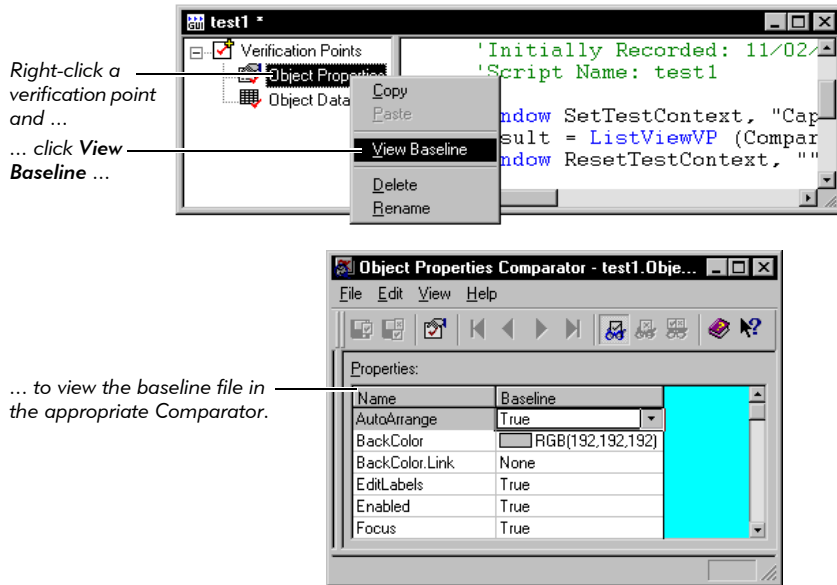 test1 *
Verification Points
Object Properties
Object Data
'Initially Recorded: 11/02/
'Script Name: test1
ndow SetTestContext, "Cap
sult = ListViewVP (Compar
ndow ResetTestContext, ""
Copy
Paste
View Baseline
Delete
Rename
Right-click a
verification point
and ...
... click View
Baseline ...
Object Properties Comparator - test1.Obje...
File Edit View Help
Properties:
Name Baseline
AutoArrange True
BackColor RGB(192,192,192)
BackColor.Link None
EditLabels True
Enabled True
Focus True
... to view the baseline file in
the appropriate Comparator.